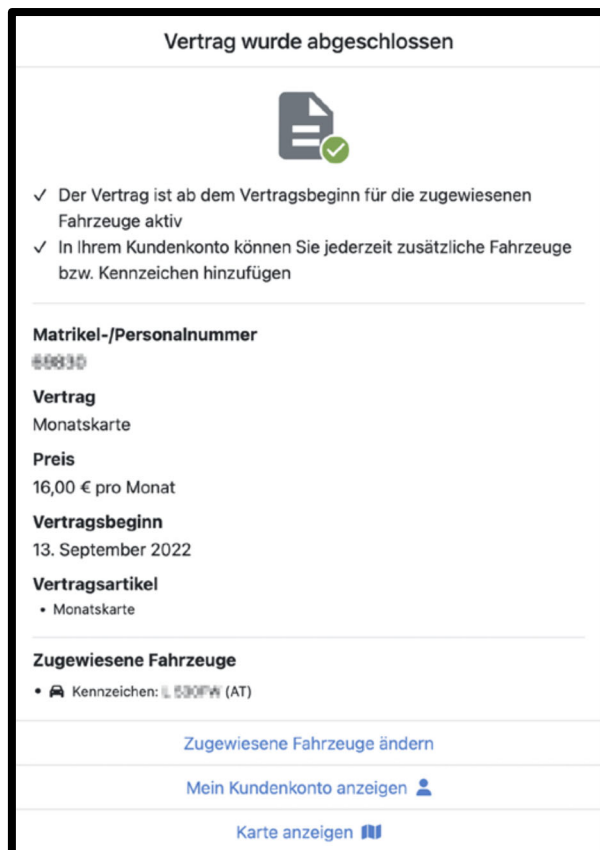 Vertrag wurde abgeschlossen
✓ Der Vertrag ist ab dem Vertragsbeginn für die zugewiesenen
Fahrzeuge aktiv
✓ In Ihrem Kundenkonto können Sie jederzeit zusätzliche Fahrzeuge
bzw. Kennzeichen hinzufügen
Matrikel-/Personalnummer
Vertrag
Monatskarte
Preis
16,00 € pro Monat
Vertragsbeginn
13. September 2022
Vertragsartikel
• Monatskarte
Zugewiesene Fahrzeuge
• Kennzeichen: (AT)
Zugewiesene Fahrzeuge ändern
Mein Kundenkonto anzeigen
Karte anzeigen